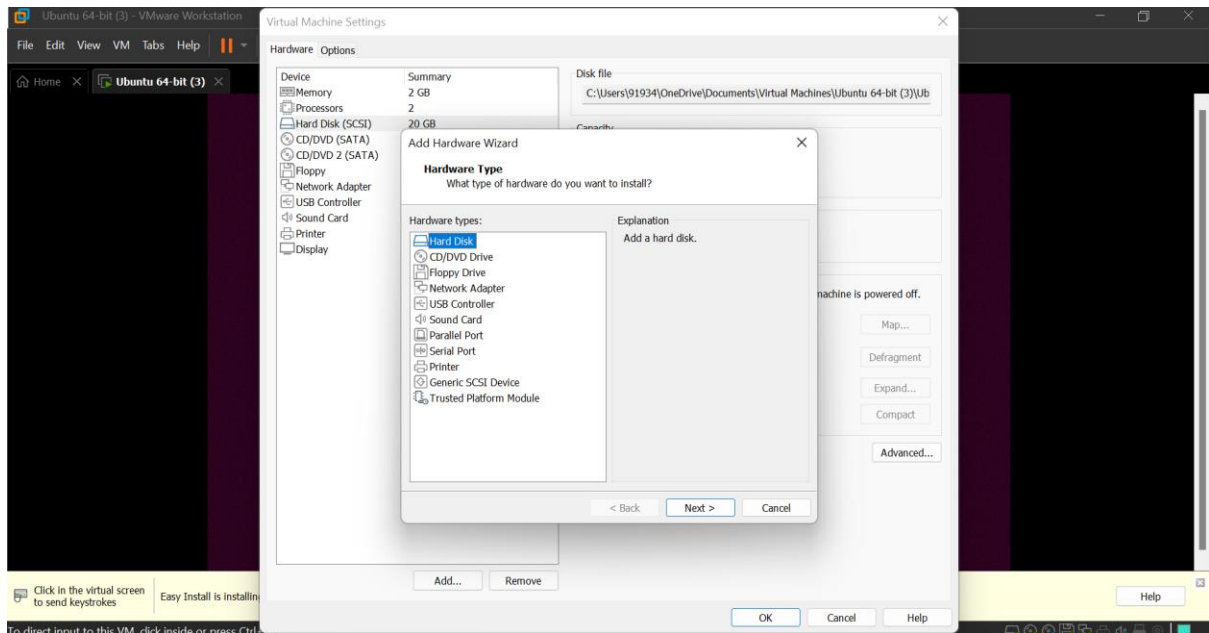 Ubuntu 64-bit (3) - VMware Workstation
File Edit View VM Tabs Help
Home
Ubuntu 64-bit (3)
Virtual Machine Settings
Hardware Options
Device Summary
Memory 2 GB
Processors 2
Hard Disk (SCSI) 20 GB
CD/DVD (SATA)
CD/DVD 2 (SATA)
Floppy
Network Adapter
USB Controller
Sound Card
Printer
Display
Add... Remove
Disk file
C:\Users\91934\OneDrive\Documents\Virtual Machines\Ubuntu 64-bit (3)\Ub
Capacity
machine is powered off.
Map...
Defragment
Expand...
Compact
Advanced...
OK Cancel Help
Add Hardware Wizard
Hardware Type
What type of hardware do you want to install?
Hardware types:
Hard Disk
CD/DVD Drive
Floppy Drive
Network Adapter
USB Controller
Sound Card
Parallel Port
Serial Port
Printer
Generic SCSI Device
Trusted Platform Module
Explanation
Add a hard disk.
< Back Next > Cancel
Click in the virtual screen
to send keystrokes
Easy Install is installin
Help
To direct input to this VM, click inside or press Ctrl